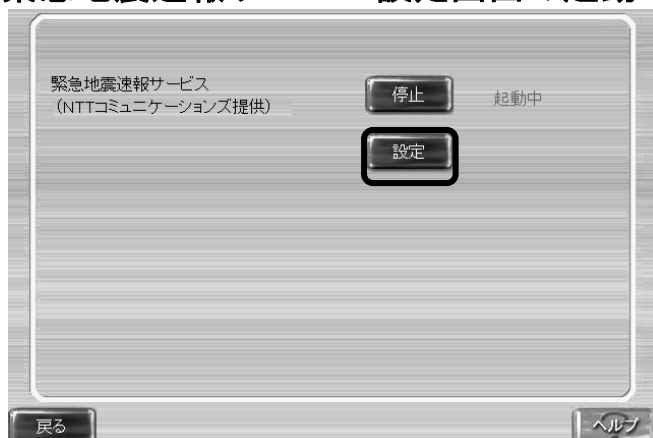 緊急地震速報サービス
(NTTコミュニケーションズ提供)
停止
起動中
設定
戻る
ヘルプ